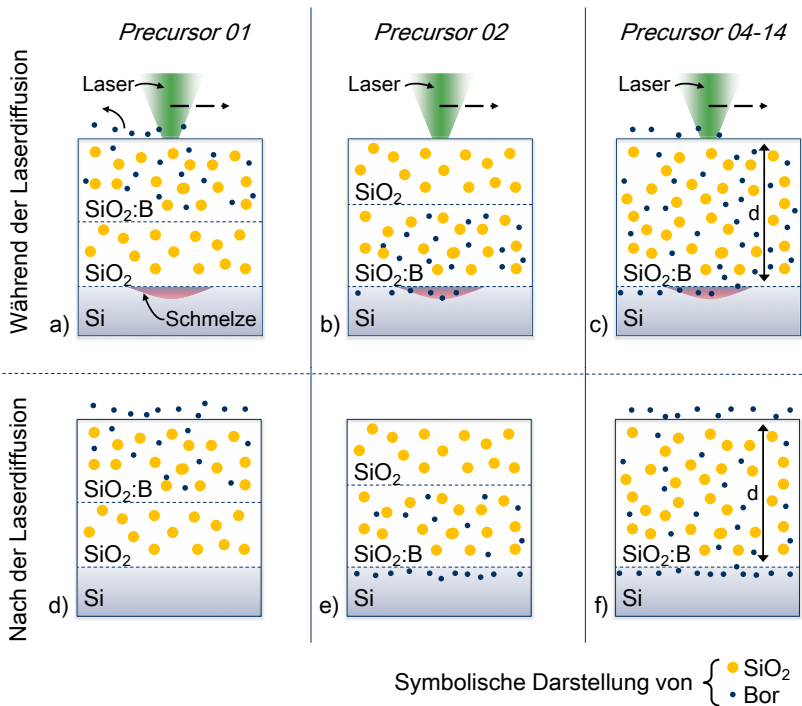 Precursor 01
Precursor 02
Precursor 04-14
Während der Laserdiffusion
Laser
SiO2:B
SiO2
Schmelze
Si
a)
Laser
SiO2
SiO2:B
Si
b)
Laser
d
SiO2:B
Si
c)
Nach der Laserdiffusion
SiO2:B
SiO2
Si
d)
SiO2
SiO2:B
Si
e)
d
SiO2:B
Si
f)
Symbolische Darstellung von
SiO2
Bor